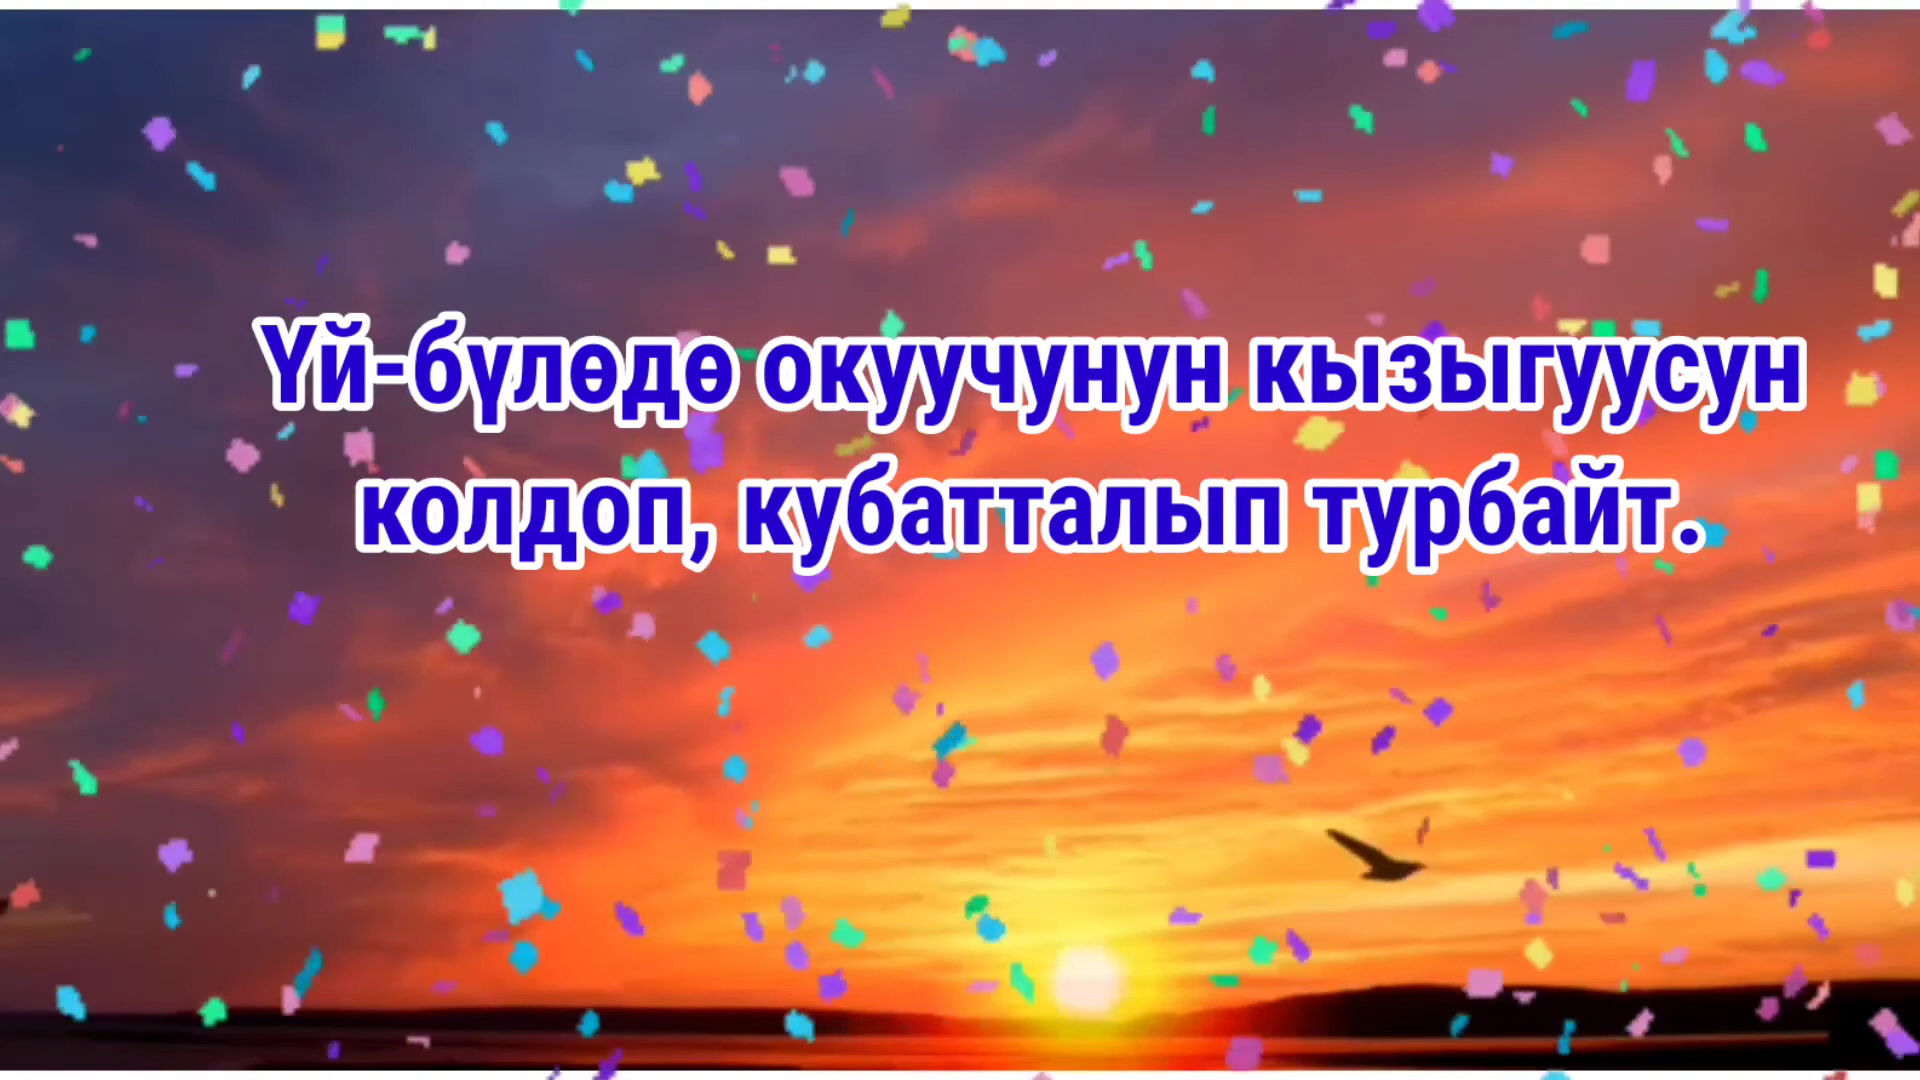 Үй-бүлөдө окуучунун кызыгуусун
колдоп, кубатталып турбайт.